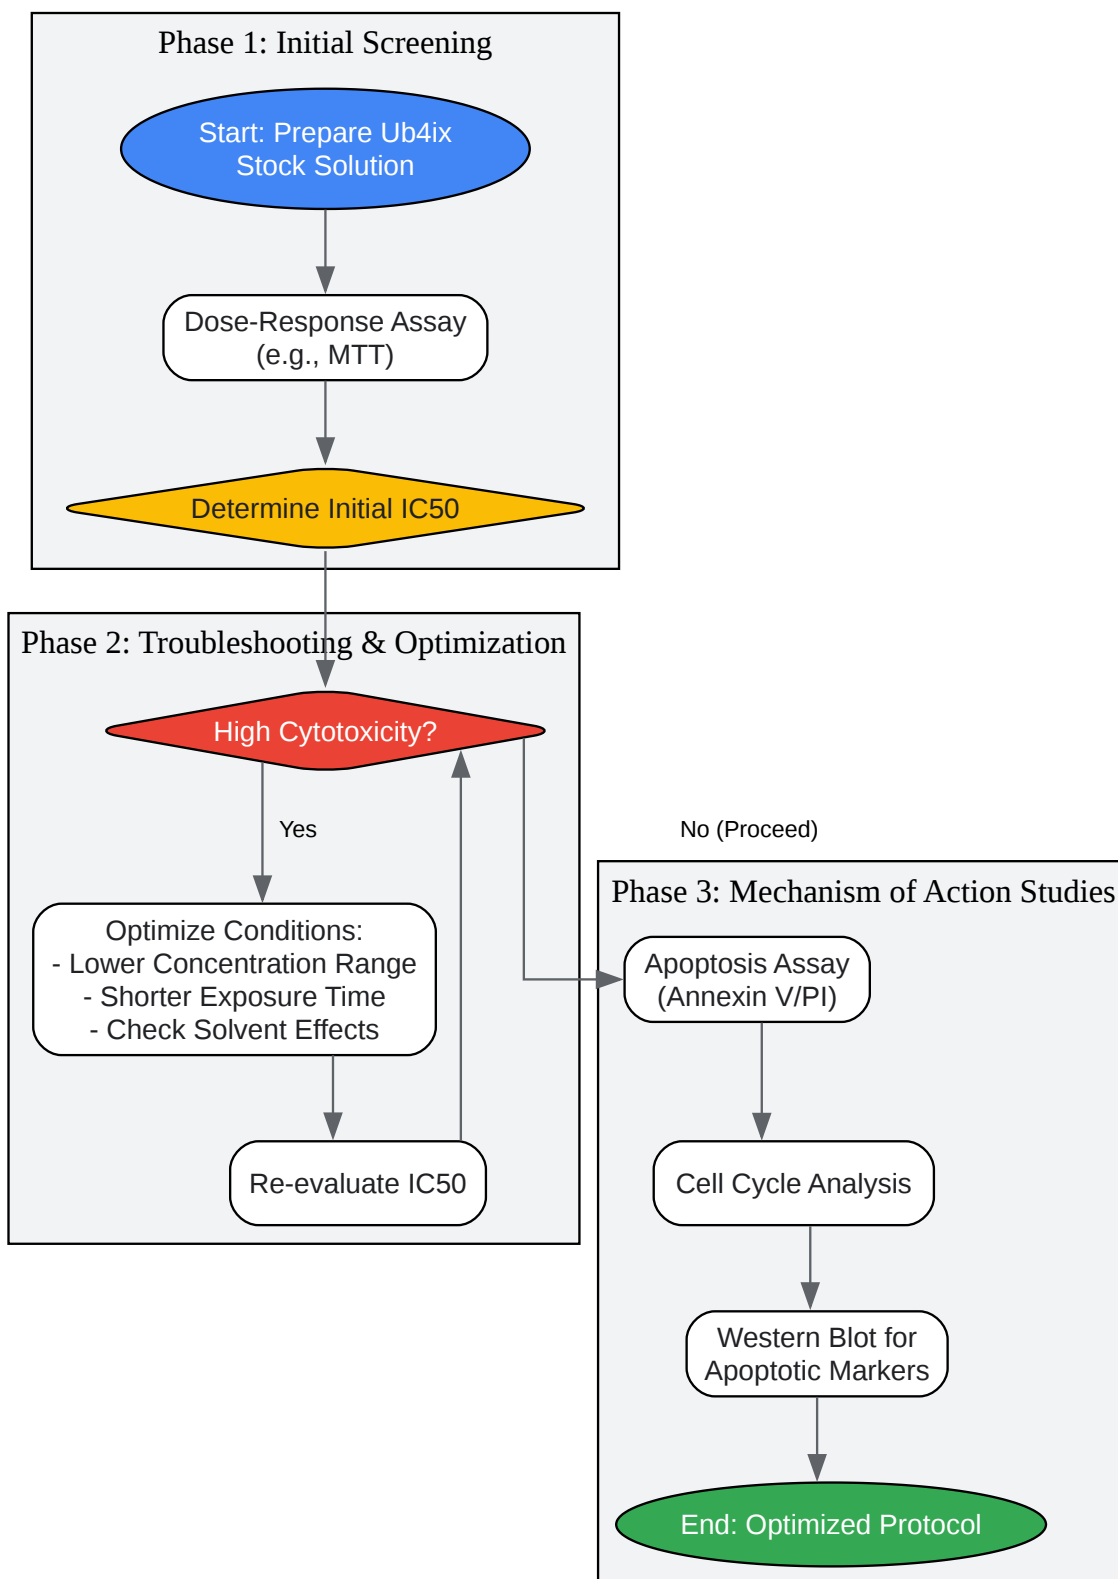 Phase 1: Initial Screening
Start: Prepare Ub4ix
Stock Solution
Dose-Response Assay
(e.g., MTT)
Determine Initial IC50
Phase 2: Troubleshooting & Optimization
High Cytotoxicity?
Yes
No (Proceed)
Optimize Conditions:
- Lower Concentration Range
- Shorter Exposure Time
- Check Solvent Effects
Re-evaluate IC50
Phase 3: Mechanism of Action Studies
Apoptosis Assay
(Annexin V/PI)
Cell Cycle Analysis
Western Blot for
Apoptotic Markers
End: Optimized Protocol